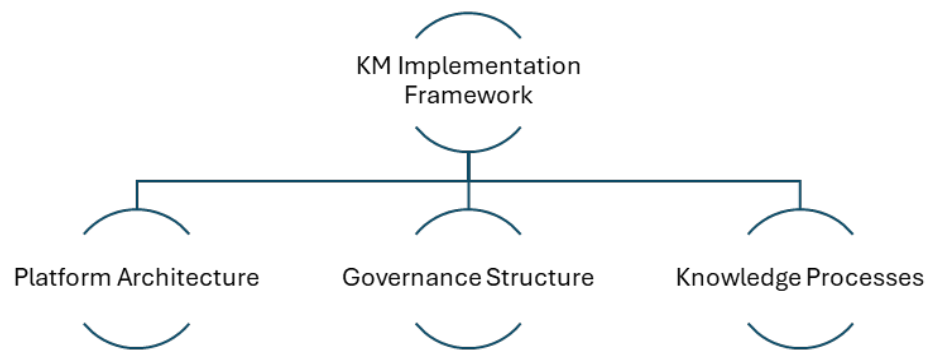 KM Implementation
Framework
Platform Architecture
Governance Structure
Knowledge Processes